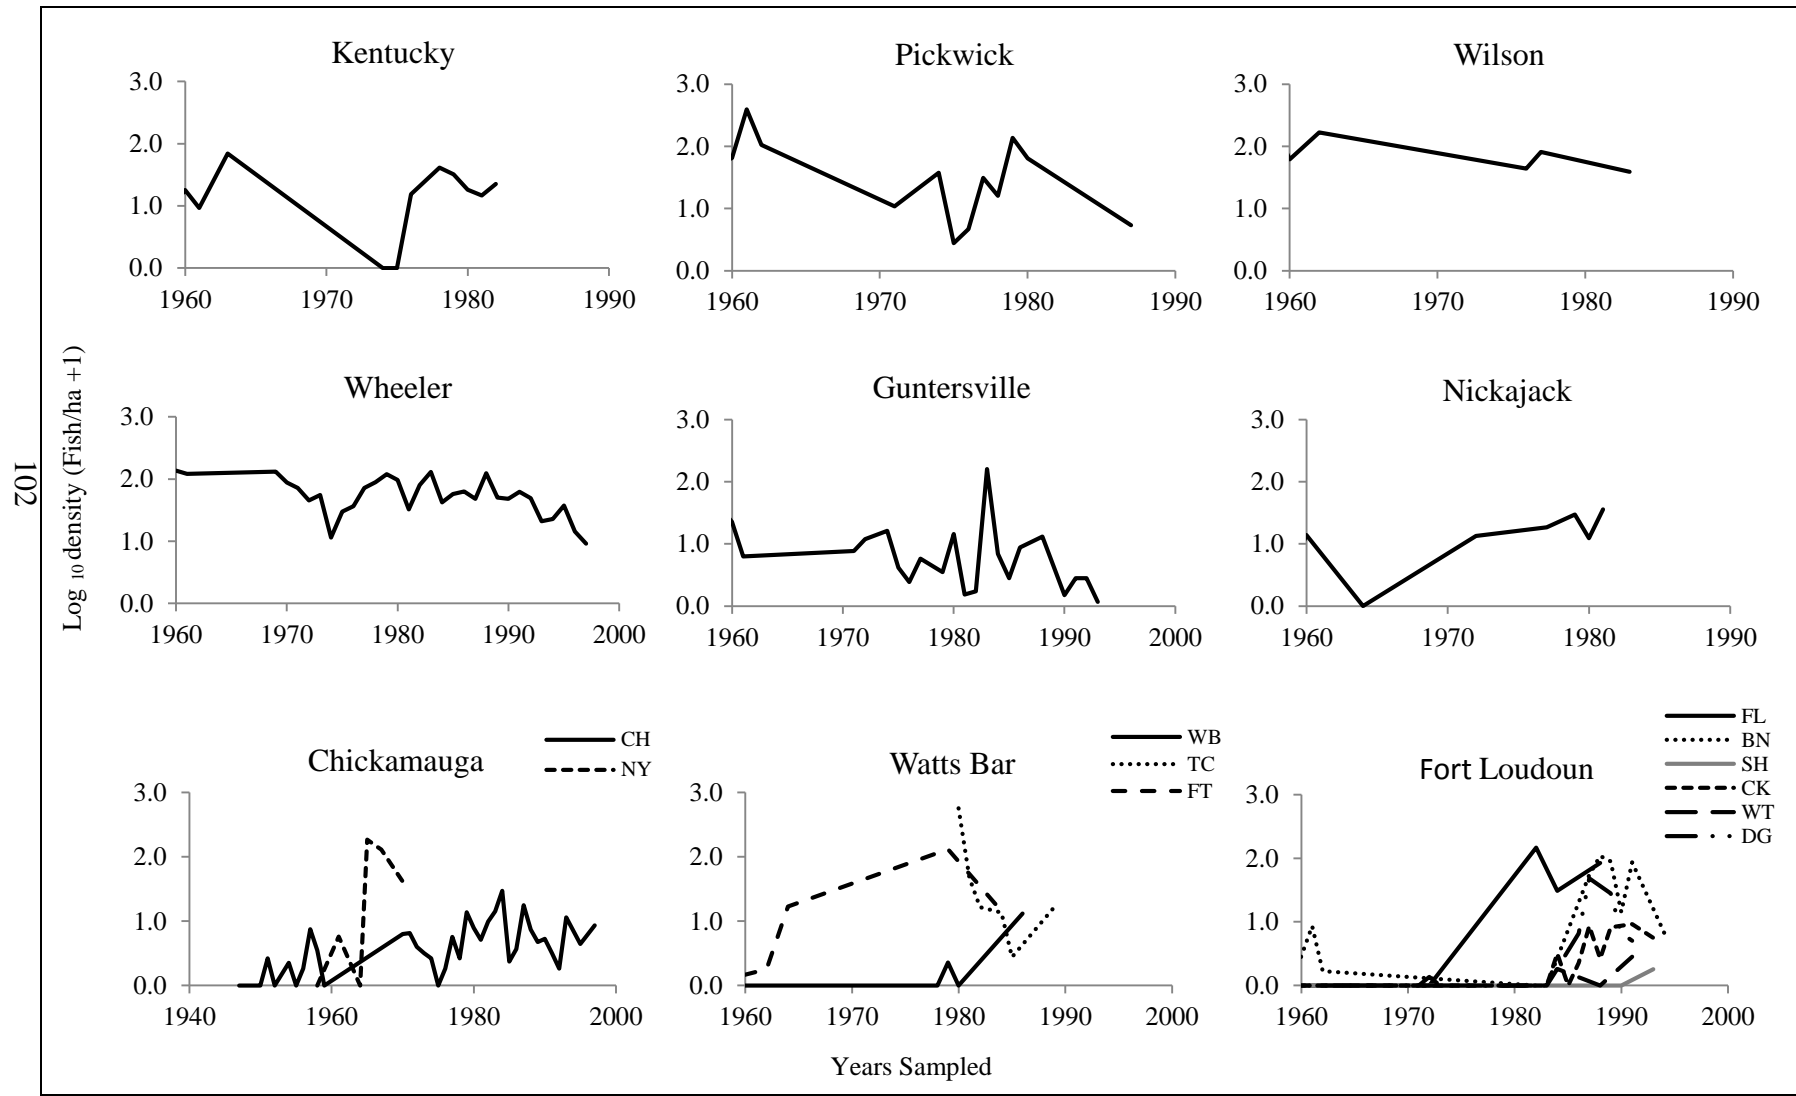 Kentucky
3.0
2.0
1.0
0.0
1960 1970 1980 1990
Pickwick
3.0
2.0
1.0
0.0
1960 1970 1980 1990
Wilson
3.0
2.0
1.0
0.0
1960 1970 1980 1990
Wheeler
3.0
2.0
1.0
0.0
1960 1970 1980 1990 2000
Guntersville
3.0
2.0
1.0
0.0
1960 1970 1980 1990 2000
Nickajack
3.0
2.0
1.0
0.0
1960 1970 1980 1990
Chickamauga
CH
NY
3.0
2.0
1.0
0.0
1940 1960 1980 2000
Watts Bar
WB
TC
FT
3.0
2.0
1.0
0.0
1960 1970 1980 1990 2000
Fort Loudoun
FL
BN
SH
CK
WT
DG
3.0
2.0
1.0
0.0
1960 1970 1980 1990 2000
Log 10 density (Fish/ha +1)
Years Sampled
102